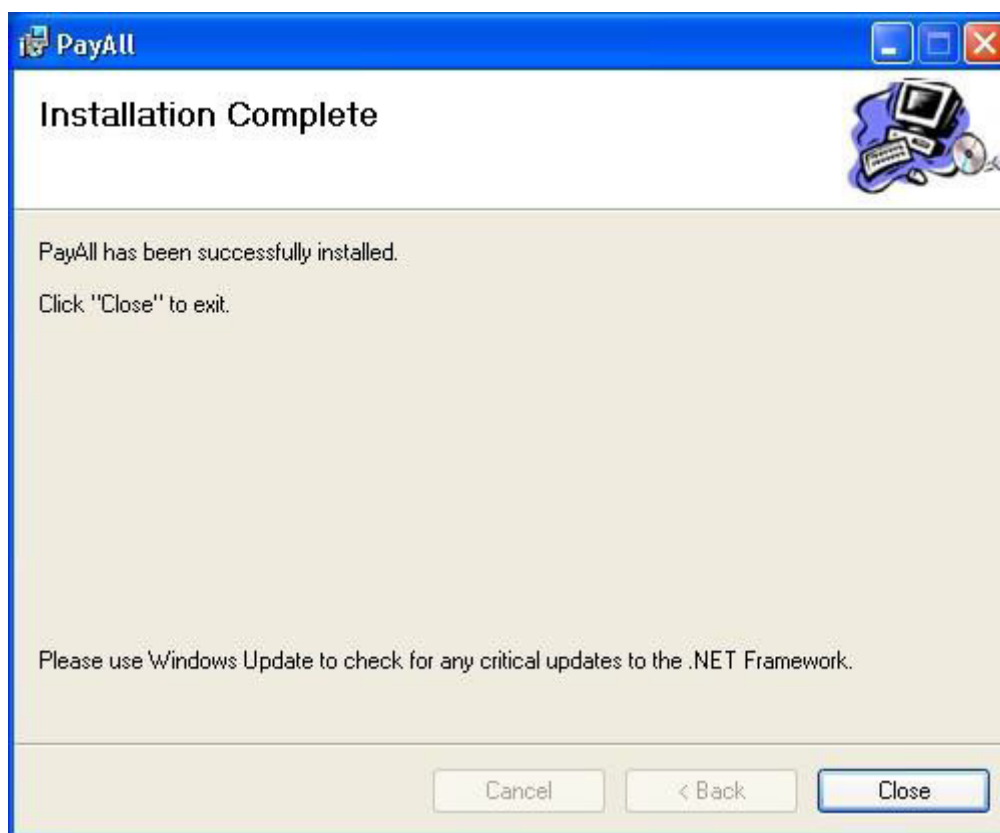 PayAll
Installation Complete
PayAll has been successfully installed.
Click "Close" to exit.
Please use Windows Update to check for any critical updates to the .NET Framework.
Cancel
< Back
Close